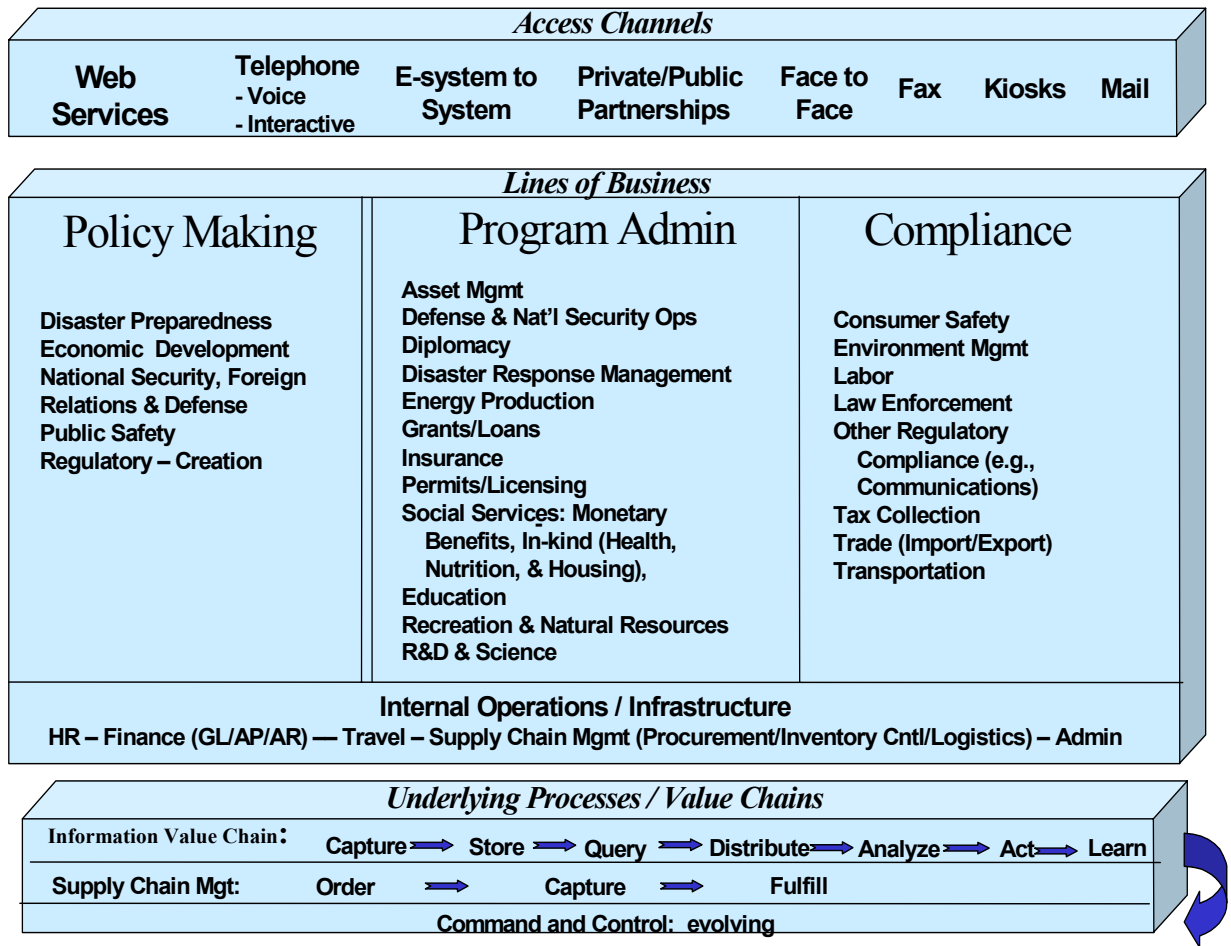 Access Channels
Web
Services
Telephone
- Voice
- Interactive
E-system to
System
Private/Public
Partnerships
Face to
Face
Fax
Kiosks
Mail
Lines of Business
Policy Making
Disaster Preparedness
Economic Development
National Security, Foreign
Relations & Defense
Public Safety
Regulatory – Creation
Program Admin
Asset Mgmt
Defense & Nat’l Security Ops
Diplomacy
Disaster Response Management
Energy Production
Grants/Loans
Insurance
Permits/Licensing
Social Services: Monetary
Benefits, In-kind (Health,
Nutrition, & Housing),
Education
Recreation & Natural Resources
R&D & Science
Compliance
Consumer Safety
Environment Mgmt
Labor
Law Enforcement
Other Regulatory
Compliance (e.g.,
Communications)
Tax Collection
Trade (Import/Export)
Transportation
Internal Operations / Infrastructure
HR – Finance (GL/AP/AR) –– Travel – Supply Chain Mgmt (Procurement/Inventory Cntl/Logistics) – Admin
Underlying Processes / Value Chains
Information Value Chain: Capture Store Query Distribute Analyze Act Learn
Supply Chain Mgt: Order Capture Fulfill
Command and Control: evolving